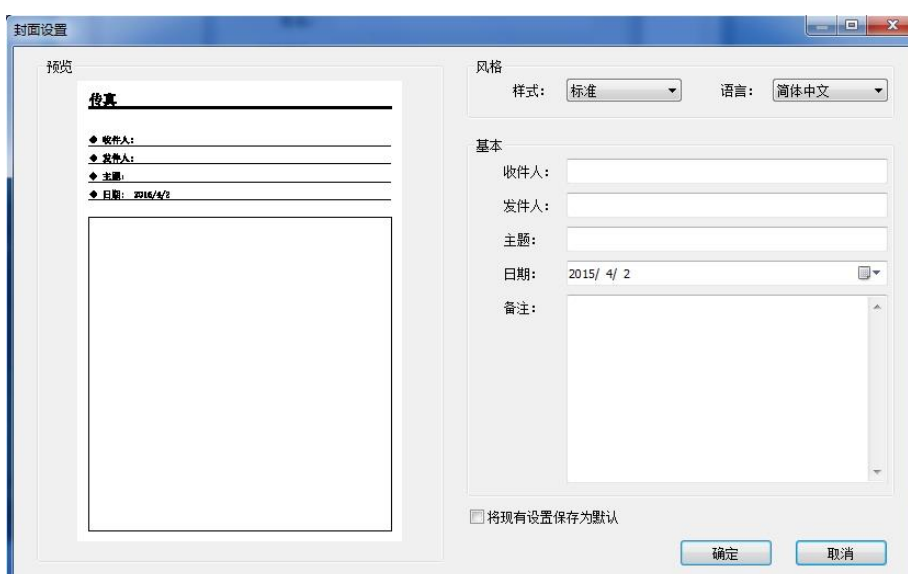 封面设置
预览
传真
◆ 收件人:
◆ 发件人:
◆ 主题:
◆ 日期: 2015/4/2
风格
样式: 标准 语言: 简体中文
基本
收件人:
发件人:
主题:
日期: 2015/ 4/ 2
备注:
将现有设置保存为默认
确定 取消